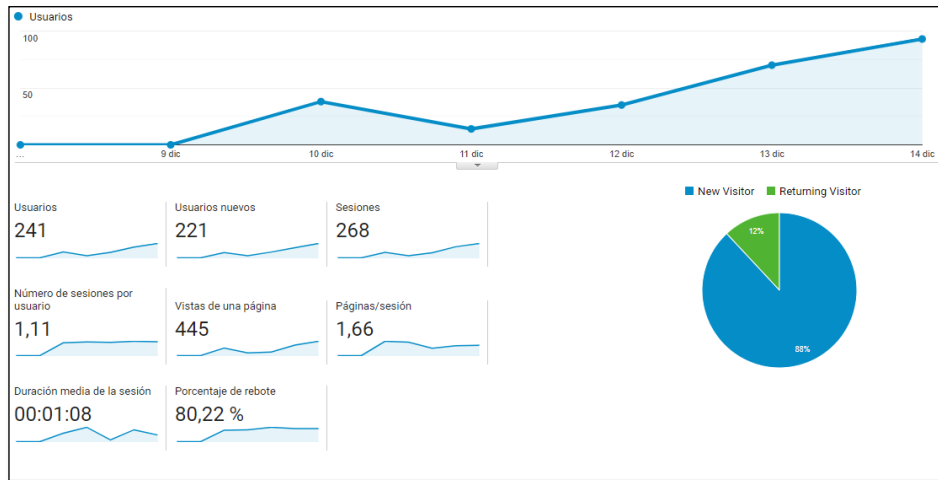 Usuarios
100
50
...
9 dic
10 dic
11 dic
12 dic
13 dic
14 dic
New Visitor
Returning Visitor
Usuarios
241
Usuarios nuevos
221
Sesiones
268
12%
88%
Número de sesiones por
usuario
1,11
Vistas de una página
445
Páginas/sesión
1,66
Duración media de la sesión
00:01:08
Porcentaje de rebote
80,22 %